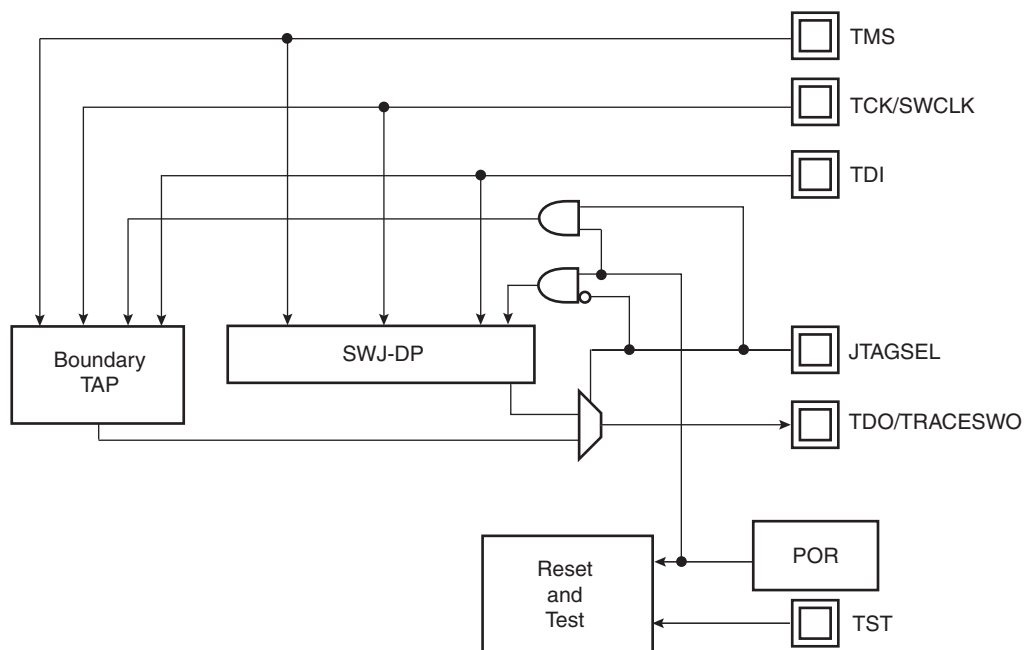 TMS
TCK/SWCLK
TDI
Boundary
TAP
SWJ-DP
JTAGSEL
TDO/TRACESWO
POR
Reset
and
Test
TST